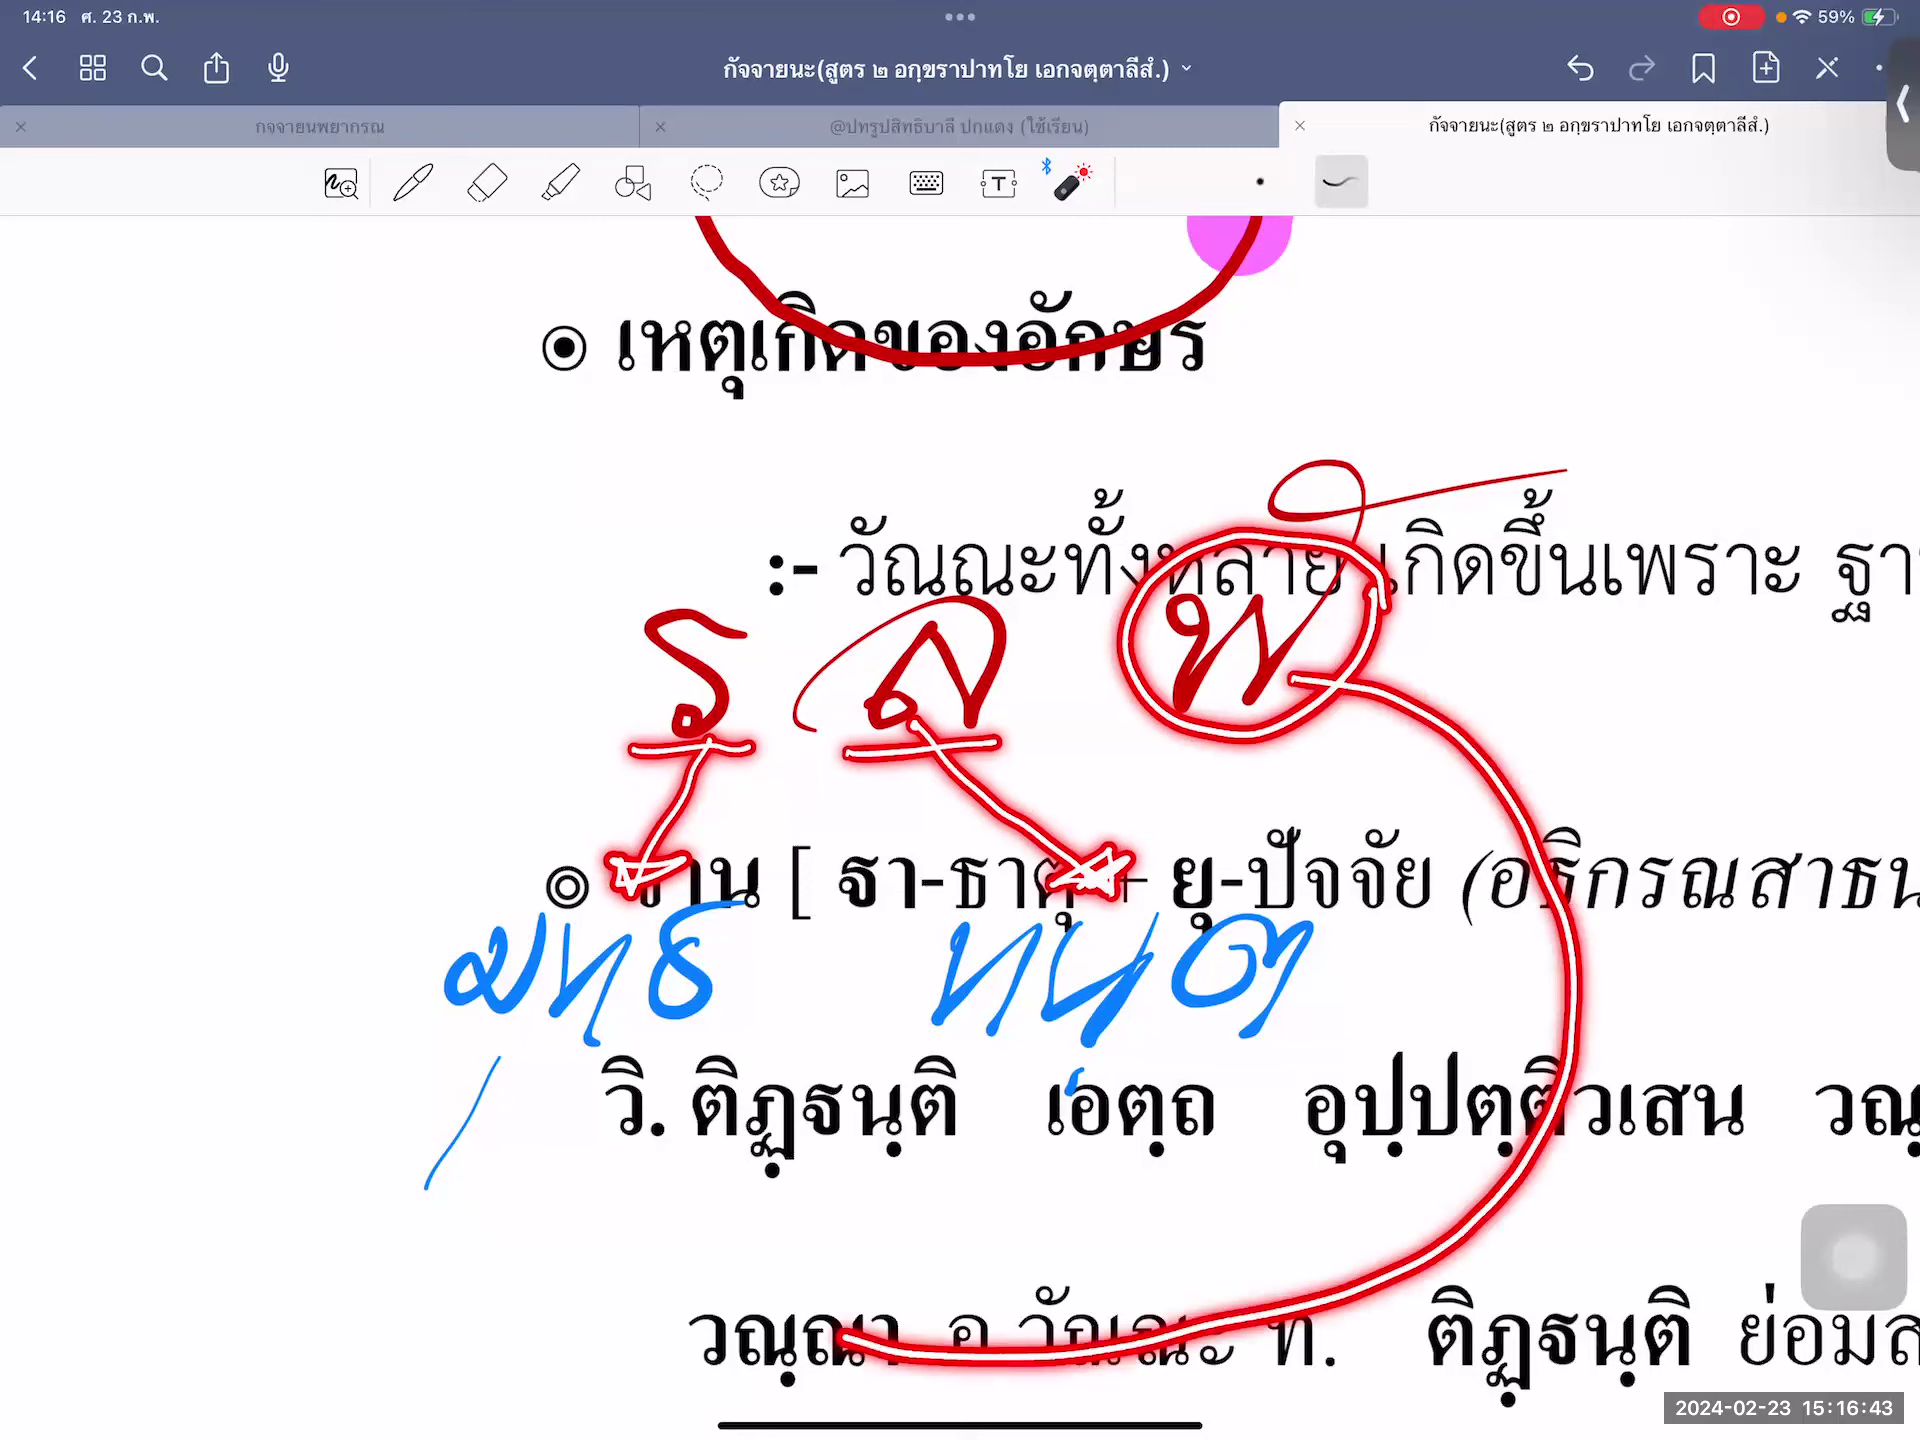 14:16 ศ. 23 ก.พ. 59%
กัจจายนะ(สูตร ๒ อกฺขราปาทโย เอกจตฺตาลีสํ.)
กจจายนพยากรณ @ปทรูปสิทธิบาลี ปกแดง (ใช้เรียน) กัจจายนะ(สูตร ๒ อกฺขราปาทโย เอกจตฺตาลีสํ.)
เหตุเกิดของอักษร
:- วัณณะทั้งหลาย เกิดขึ้นเพราะ ฐา
ร ล ฬ
ฐาน [ ธา-ธาตุ + ยุ-ปัจจัย (อธิกรณสาธน
มุทธ ทนต
วิ. ติฏฺฐนฺติ เอตฺถ อุปฺปตฺติวเสน วณฺ
วณฺณา อ.วัณณะ ท. ติฏฺฐนฺติ ย่อมส
2024-02-23 15:16:43